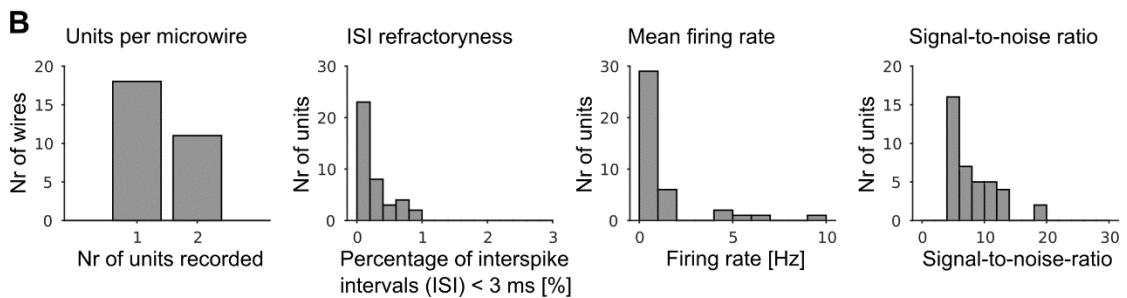 B
Units per microwire
Nr of wires
20
15
10
5
0
1 2
Nr of units recorded
ISI refractoryness
Nr of units
30
20
10
0
0 1 2 3
Percentage of interspike
intervals (ISI) < 3 ms [%]
Mean firing rate
Nr of units
30
20
10
0
0 5 10
Firing rate [Hz]
Signal-to-noise ratio
Nr of units
20
15
10
5
0
0 10 20 30
Signal-to-noise-ratio